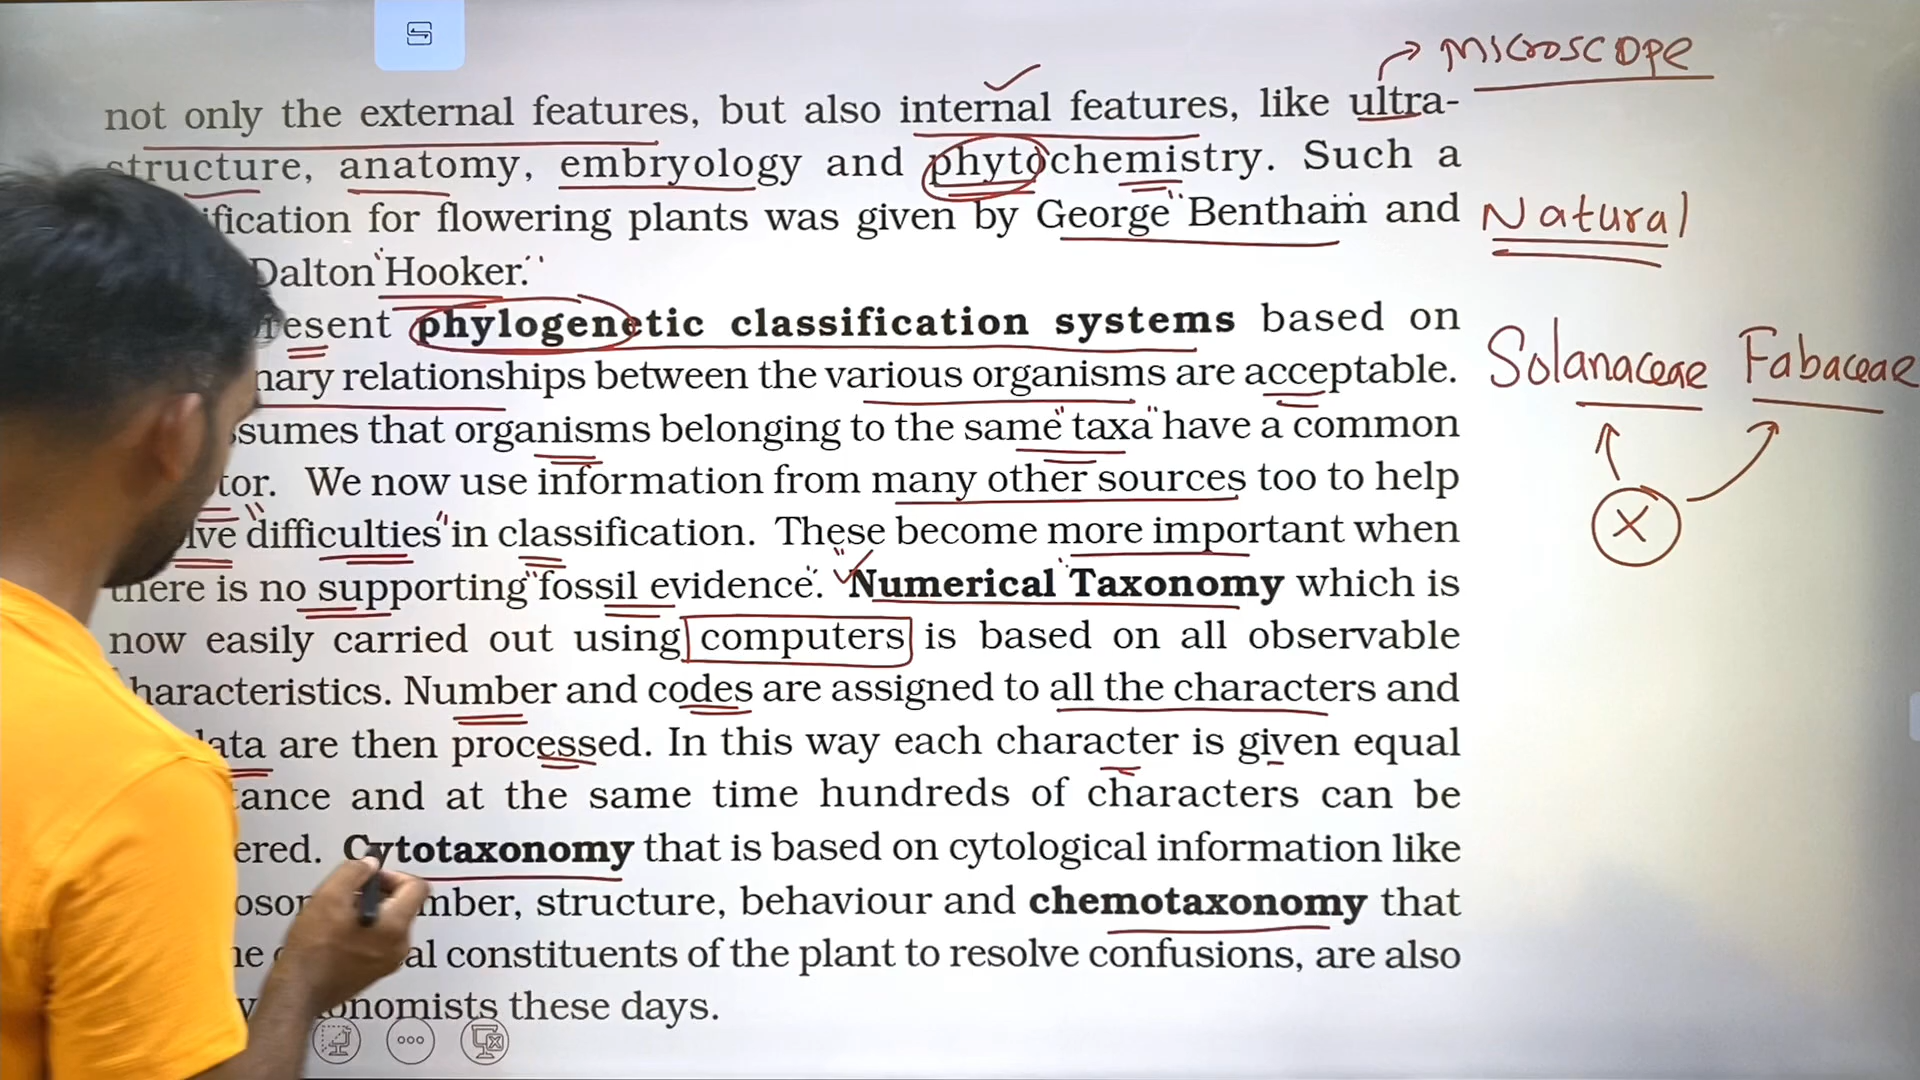 microscope
not only the external features, but also internal features, like ultra-
structure, anatomy, embryology and phytochemistry. Such a
ification for flowering plants was given by George Bentham and
Natural
Dalton Hooker.
resent phylogenetic classification systems based on
nary relationships between the various organisms are acceptable.
Solanaceae Fabaceae
sumes that organisms belonging to the same taxa have a common
tor. We now use information from many other sources too to help
lve difficulties in classification. These become more important when
X
there is no supporting fossil evidence. Numerical Taxonomy which is
now easily carried out using computers is based on all observable
haracteristics. Number and codes are assigned to all the characters and
ata are then processed. In this way each character is given equal
tance and at the same time hundreds of characters can be
ered. Cytotaxonomy that is based on cytological information like
oso mber, structure, behaviour and chemotaxonomy that
al constituents of the plant to resolve confusions, are also
onomists these days.